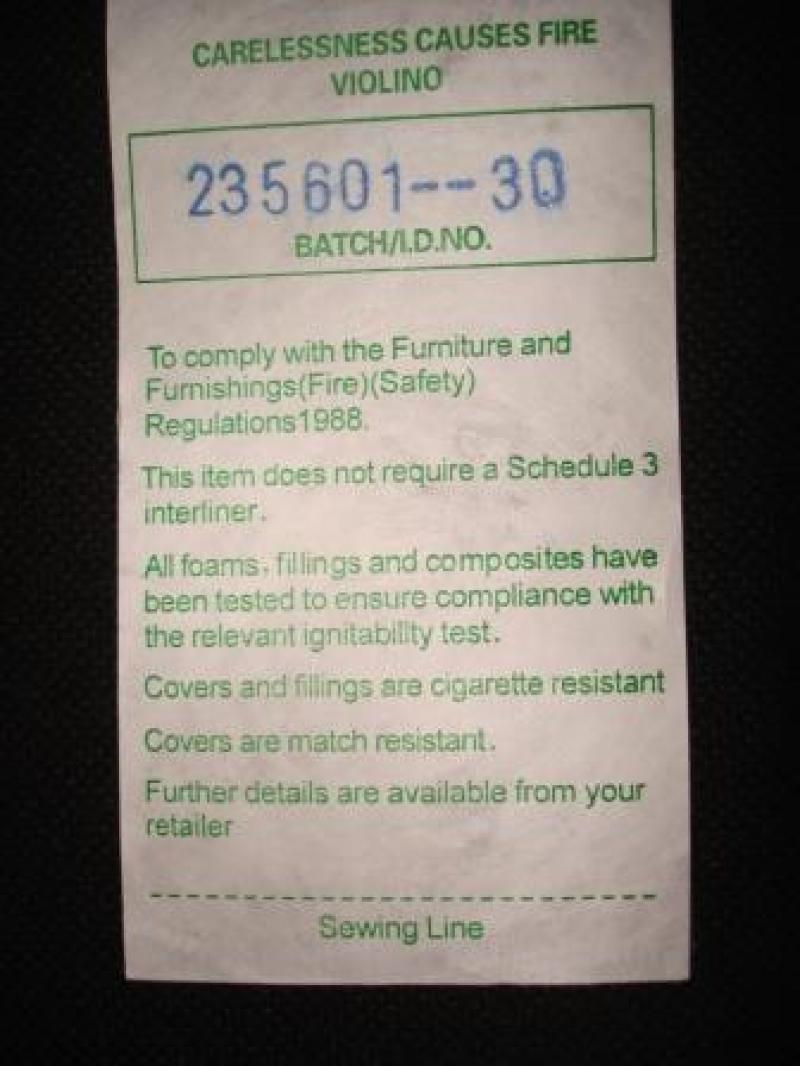 CARELESSNESS CAUSES FIRE
VIOLINO
235601--30
BATCH/I.D.NO.
To comply with the Furniture and
Furnishings(Fire)(Safety)
Regulations1988.
This item does not require a Schedule 3
interliner.
All foams, fillings and composites have
been tested to ensure compliance with
the relevant ignitability test.
Covers and fillings are cigarette resistant
Covers are match resistant.
Further details are available from your
retailer
Sewing Line